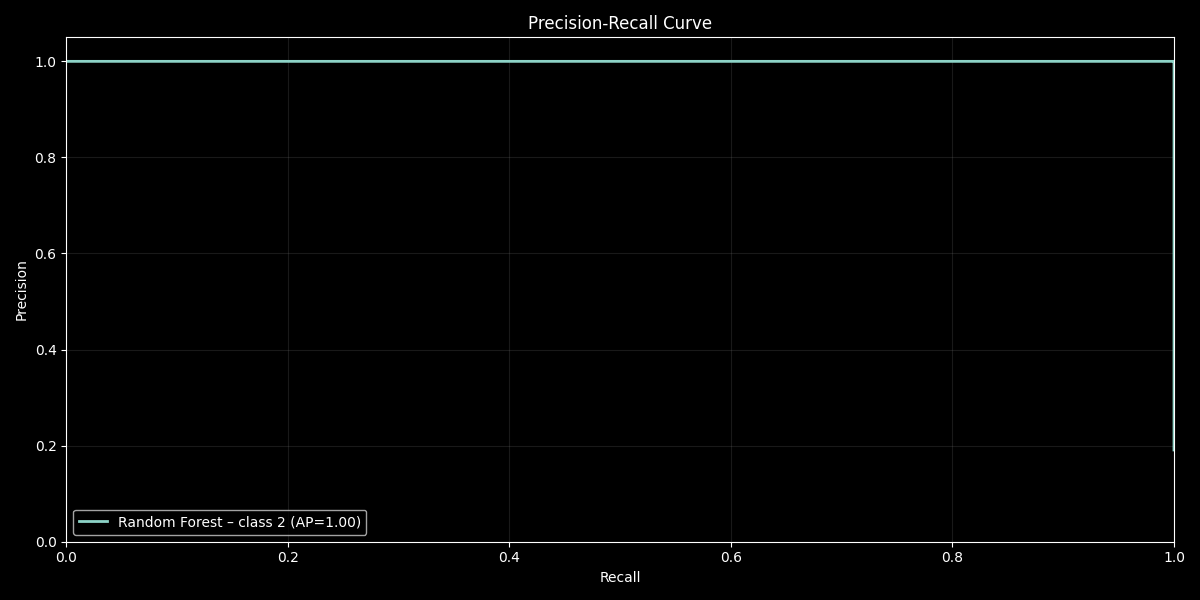 Precision-Recall Curve
Precision
1.0
0.8
0.6
0.4
0.2
0.0
Random Forest – class 2 (AP=1.00)
0.0 0.2 0.4 0.6 0.8 1.0
Recall